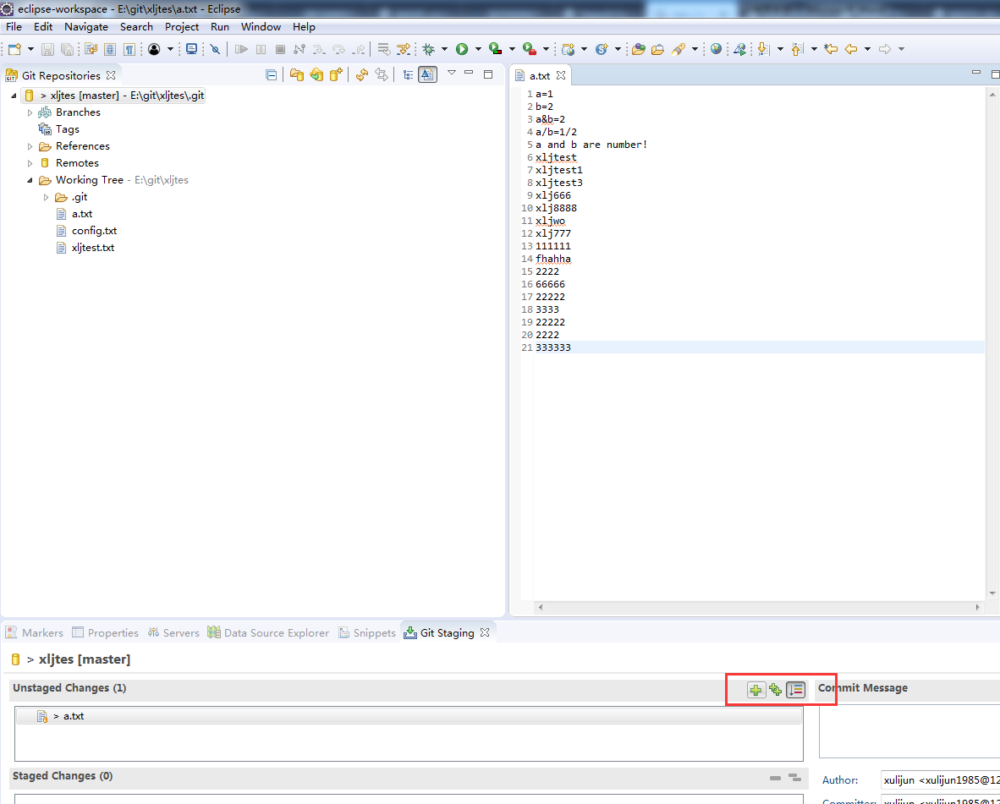 eclipse-workspace - E:\git\xljtes\a.txt - Eclipse
File Edit Navigate Search Project Run Window Help
Git Repositories
> xljtes [master] - E:\git\xljtes\.git
Branches
Tags
References
Remotes
Working Tree - E:\git\xljtes
.git
a.txt
config.txt
xljtest.txt
a.txt
1 a=1
2 b=2
3 a&b=2
4 a/b=1/2
5 a and b are number!
6 xljtest
7 xljtest1
8 xljtest3
9 xlj666
10 xlj8888
11 xljwo
12 xlj777
13 111111
14 fhahha
15 2222
16 66666
17 22222
18 3333
19 22222
20 2222
21 333333
Markers Properties Servers Data Source Explorer Snippets Git Staging
> xljtes [master]
Unstaged Changes (1)
> a.txt
Staged Changes (0)
Commit Message
Author: xulijun <xulijun1985@12
Committer: xulijun <xulijun1985@12